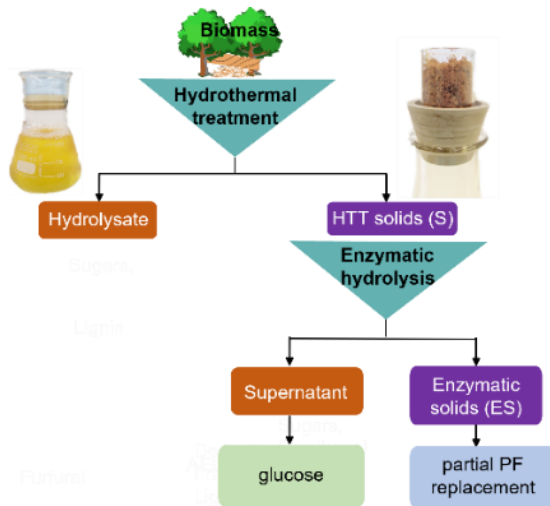 Biomass
Hydrothermal
treatment
Hydrolysate
HTT solids (S)
Sugars,
Enzymatic
hydrolysis
Lignin
Supernatant
Enzymatic
solids (ES)
Sugars,
glucose
partial PF
replacement
Furfural